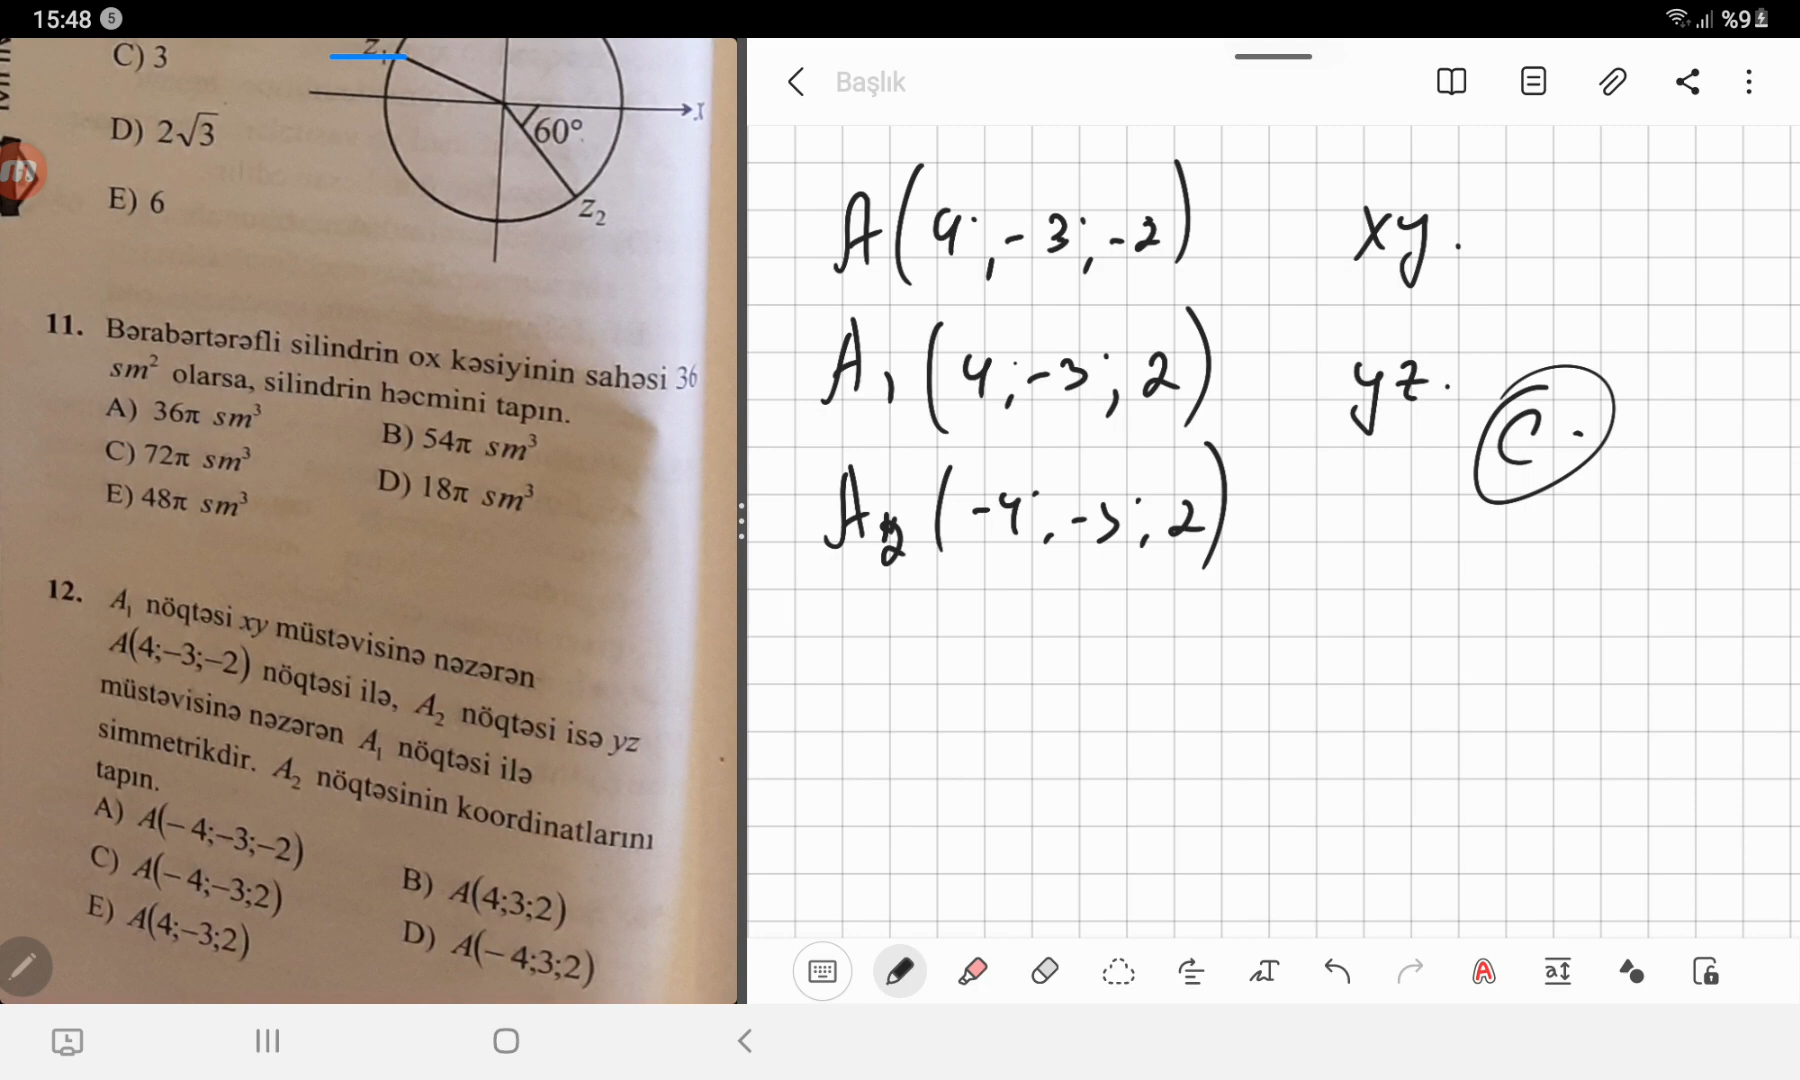 15:48 5 %9
C) 3
D) 2√3
E) 6
60°
x
z₂
11. Bərabərtərəfli silindrin ox kəsiyinin sahəsi 36
sm² olarsa, silindrin həcmini tapın.
A) 36π sm³
B) 54π sm³
C) 72π sm³
D) 18π sm³
E) 48π sm³
12. A₁ nöqtəsi xy müstəvisinə nəzərən
A(4;–3;–2) nöqtəsi ilə, A₂ nöqtəsi isə yz
müstəvisinə nəzərən A₁ nöqtəsi ilə
simmetrikdir. A₂ nöqtəsinin koordinatlarını
tapın.
A) A(– 4;–3;–2)
B) A(4;3;2)
C) A(– 4;–3;2)
D) A(– 4;3;2)
E) A(4;–3;2)
Başlık
A(4;-3;-2) xy.
A₁(4;-3;2) yz.
C.
A₂(-4;-3;2)